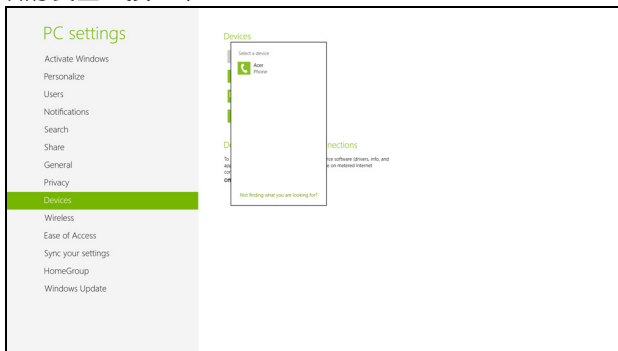 PC settings
Activate Windows
Personalize
Users
Notifications
Search
Share
General
Privacy
Devices
Wireless
Ease of Access
Sync your settings
HomeGroup
Windows Update
Devices
Select a device
Acer
Phone
nections
ice software (drivers, info, and
e on metered Internet
Not finding what you are looking for?